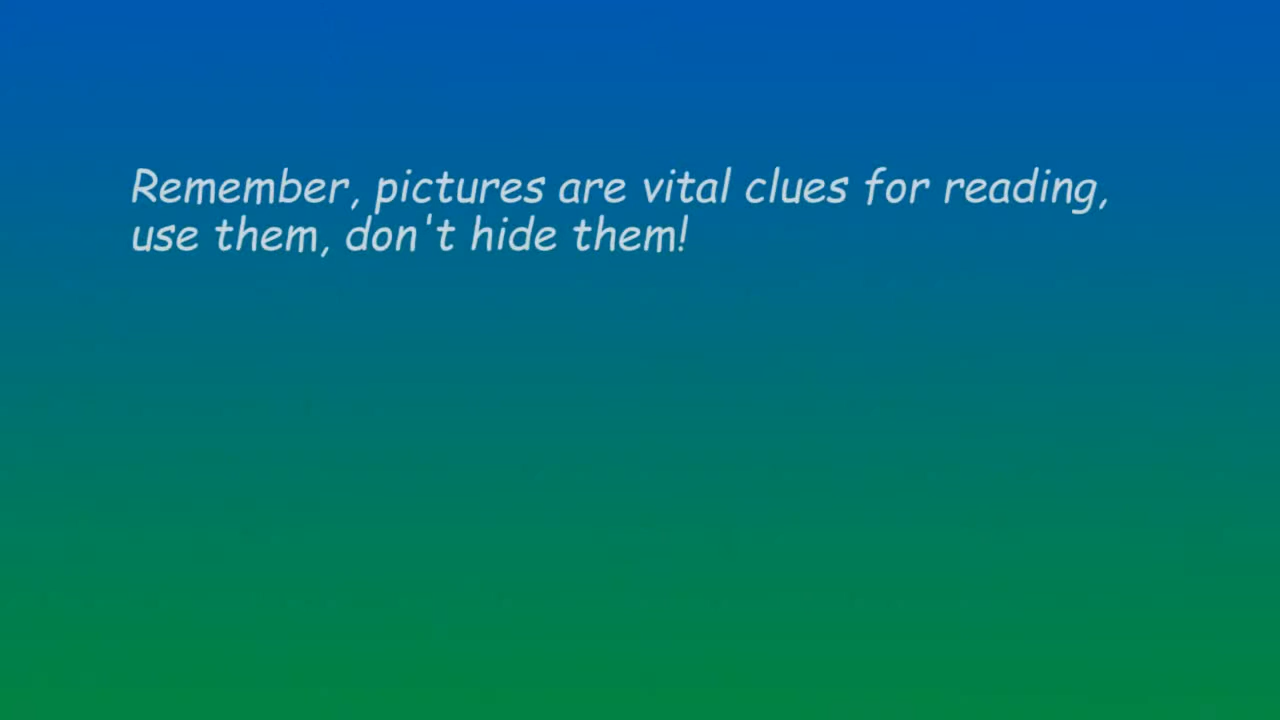 Remember, pictures are vital clues for reading,
use them, don't hide them!